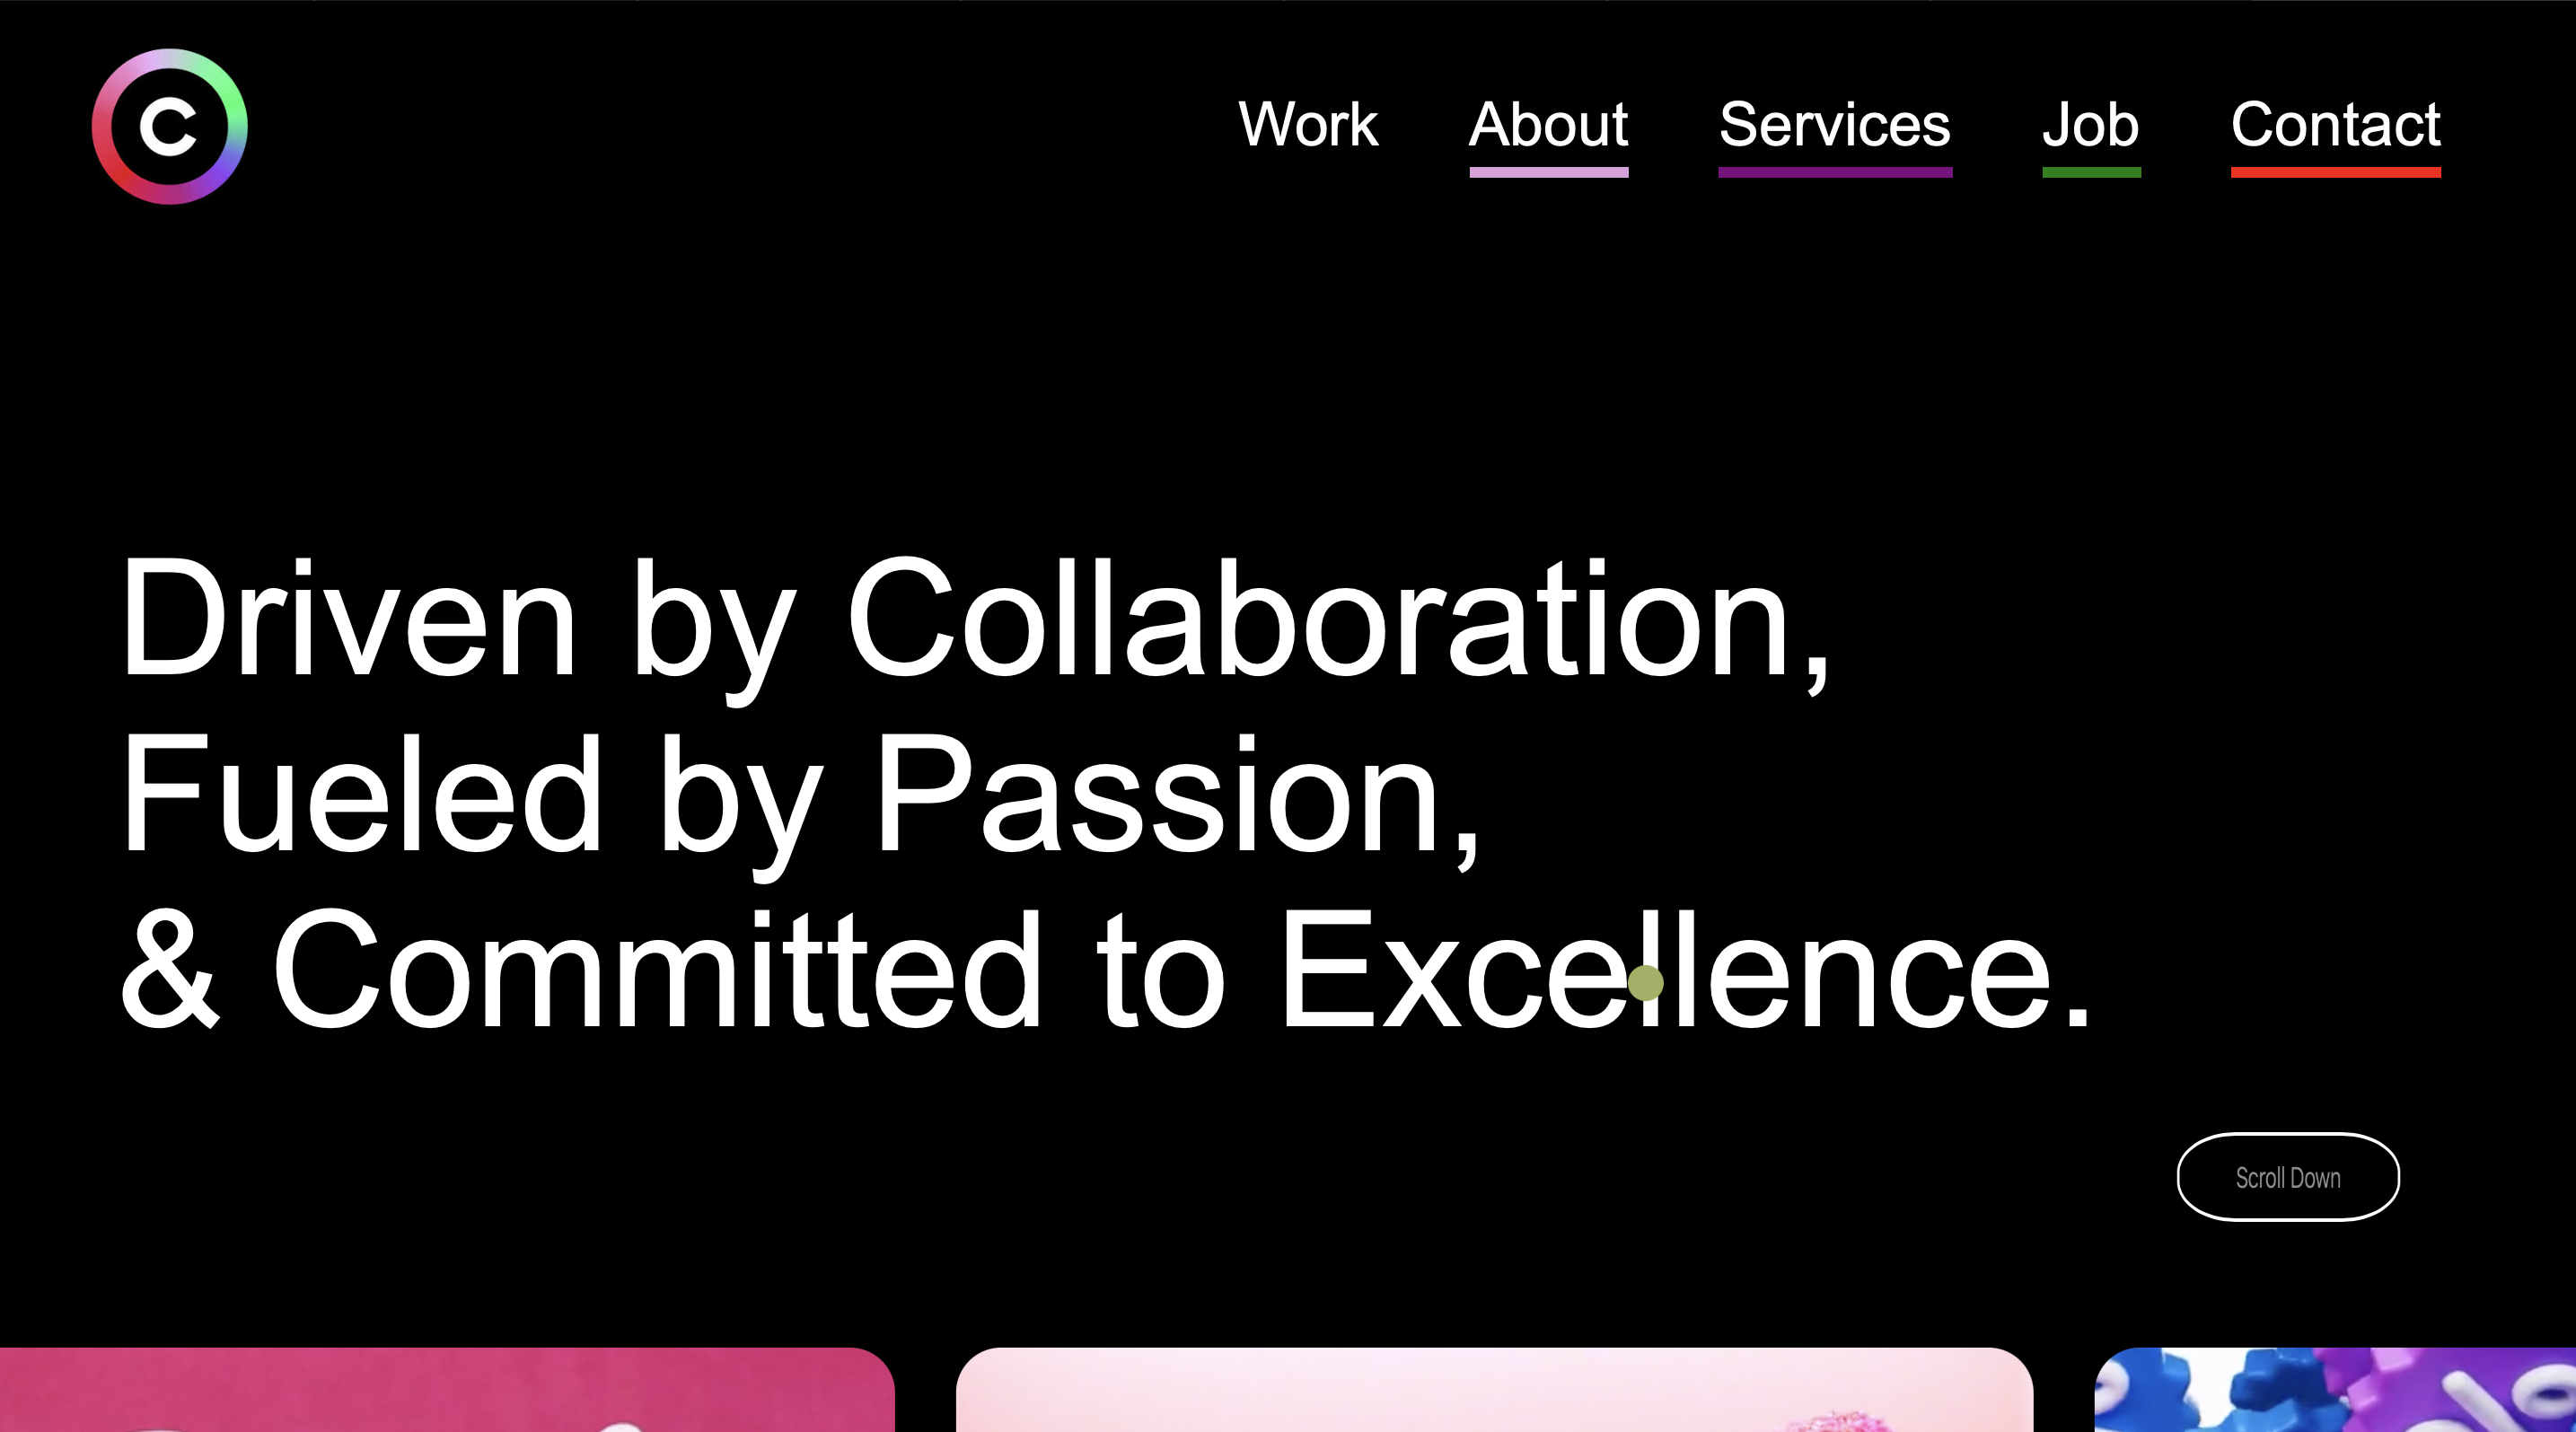 C
Work About Services Job Contact
Driven by Collaboration,
Fueled by Passion,
& Committed to Excellence.
Scroll Down